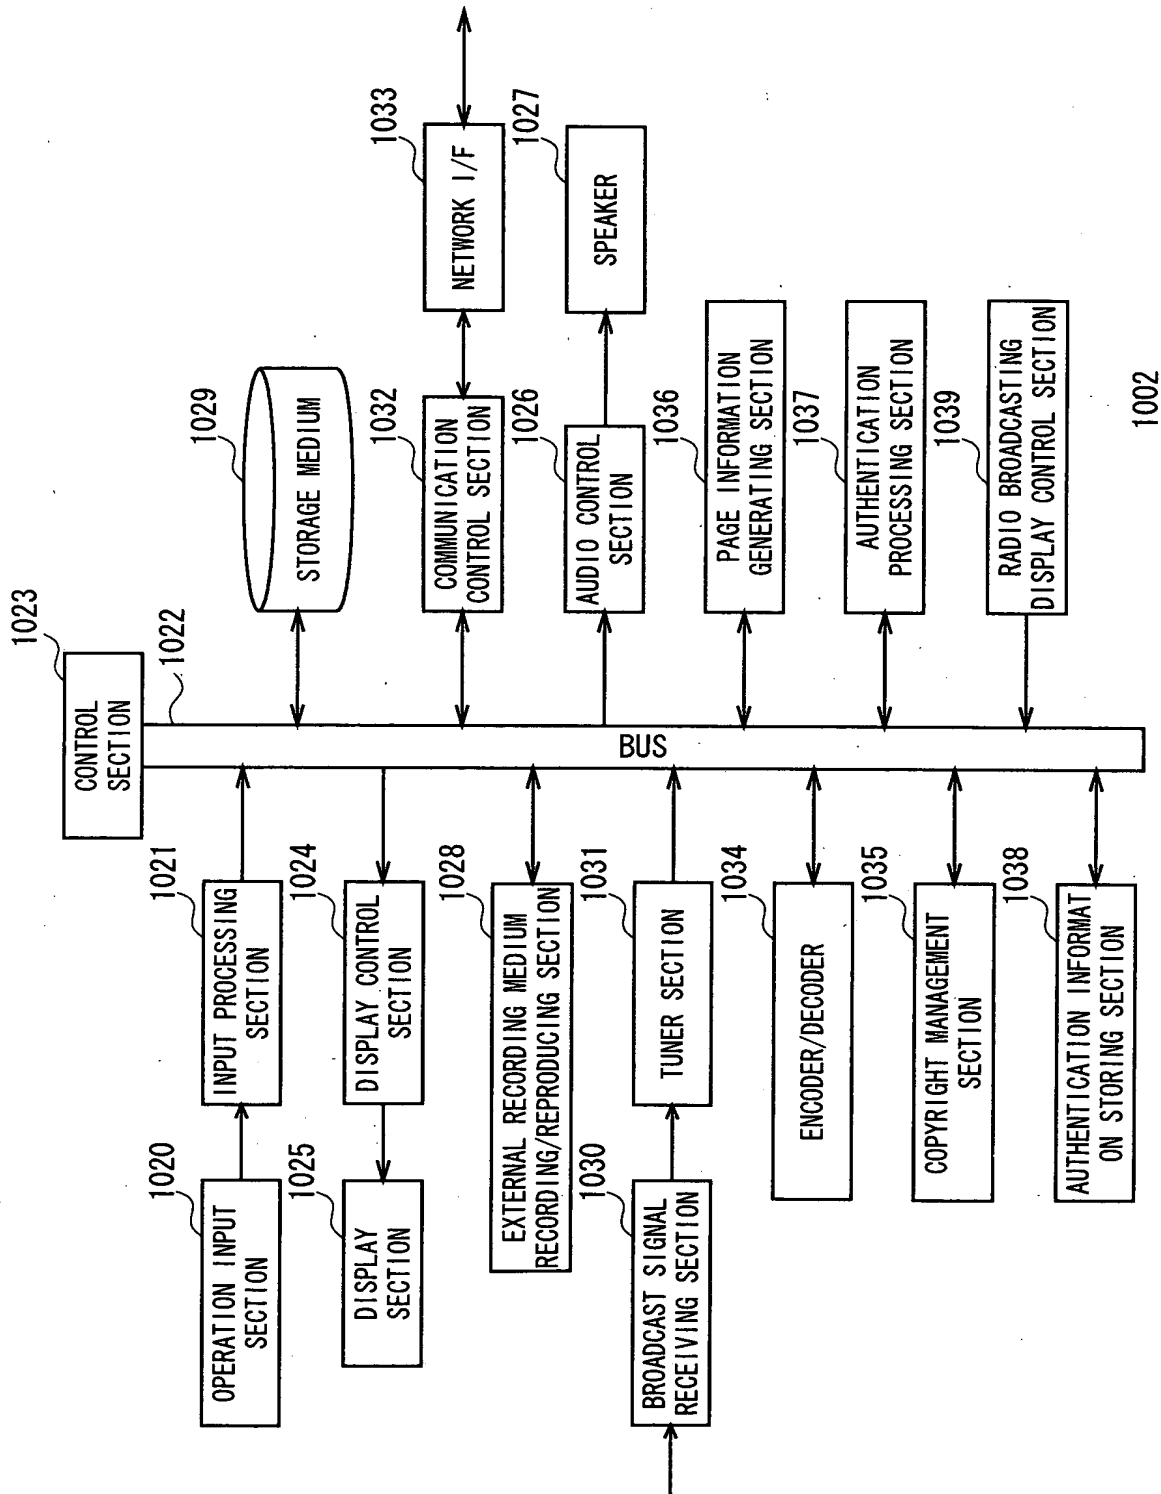 1023
CONTROL
SECTION
1022
BUS
1020
OPERATION INPUT
SECTION
1021
INPUT PROCESSING
SECTION
1025
DISPLAY
SECTION
1024
DISPLAY CONTROL
SECTION
1028
EXTERNAL RECORDING MEDIUM
RECORDING/REPRODUCING SECTION
1030
BROADCAST SIGNAL
RECEIVING SECTION
1031
TUNER SECTION
1034
ENCODER/DECODER
1035
COPYRIGHT MANAGEMENT
SECTION
1038
AUTHENTICATION INFORMAT
ON STORING SECTION
1029
STORAGE MEDIUM
1032
COMMUNICATION
CONTROL SECTION
1033
NETWORK I/F
1026
AUDIO CONTROL
SECTION
1027
SPEAKER
1036
PAGE INFORMATION
GENERATING SECTION
1037
AUTHENTICATION
PROCESSING SECTION
1039
RADIO BROADCASTING
DISPLAY CONTROL SECTION
1002